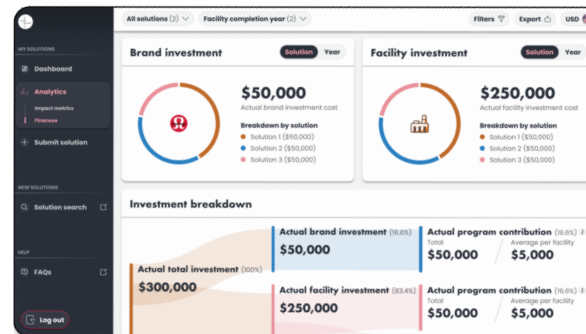 All solutions (2)
Facility completion year (2)
Filters
Export
USD
MY SOLUTIONS
Dashboard
Analytics
Impact metrics
Finances
Submit solution
NEW SOLUTIONS
Solution search
HELP
FAQs
Log out
Brand investment
Solution Year
$50,000
Actual brand investment cost
Breakdown by solution
Solution 1 ($50,000)
Solution 2 ($50,000)
Solution 3 ($50,000)
Facility investment
Solution Year
$250,000
Actual facility investment cost
Breakdown by solution
Solution 1 ($50,000)
Solution 2 ($50,000)
Solution 3 ($50,000)
Investment breakdown
Actual total investment (100%)
$300,000
Actual brand investment (16.6%)
$50,000
Actual program contribution (16.6%)
Total
$50,000
Average per facility
$5,000
Actual facility investment (83.4%)
$250,000
Actual program contribution (16.6%)
Total
$50,000
Average per facility
$5,000